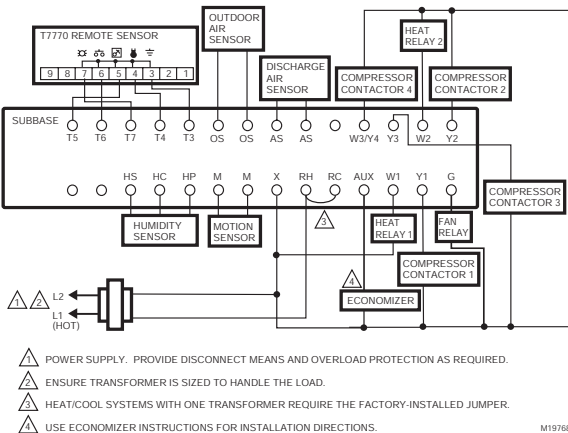 T7770 REMOTE SENSOR
9 8 7 6 5 4 3 2 1
OUTDOOR
AIR
SENSOR
DISCHARGE
AIR
SENSOR
HEAT
RELAY 2
COMPRESSOR
CONTACTOR 4
COMPRESSOR
CONTACTOR 2
SUBBASE
T5 T6 T7 T4 T3 OS OS AS AS W3/Y4 Y3 W2 Y2
HS HC HP M M X RH RC AUX W1 Y1 G
COMPRESSOR
CONTACTOR 3
HUMIDITY
SENSOR
MOTION
SENSOR
3
HEAT
RELAY 1
FAN
RELAY
COMPRESSOR
CONTACTOR 1
4
ECONOMIZER
1 2 L2
L1
(HOT)
1 POWER SUPPLY. PROVIDE DISCONNECT MEANS AND OVERLOAD PROTECTION AS REQUIRED.
2 ENSURE TRANSFORMER IS SIZED TO HANDLE THE LOAD.
3 HEAT/COOL SYSTEMS WITH ONE TRANSFORMER REQUIRE THE FACTORY-INSTALLED JUMPER.
4 USE ECONOMIZER INSTRUCTIONS FOR INSTALLATION DIRECTIONS.